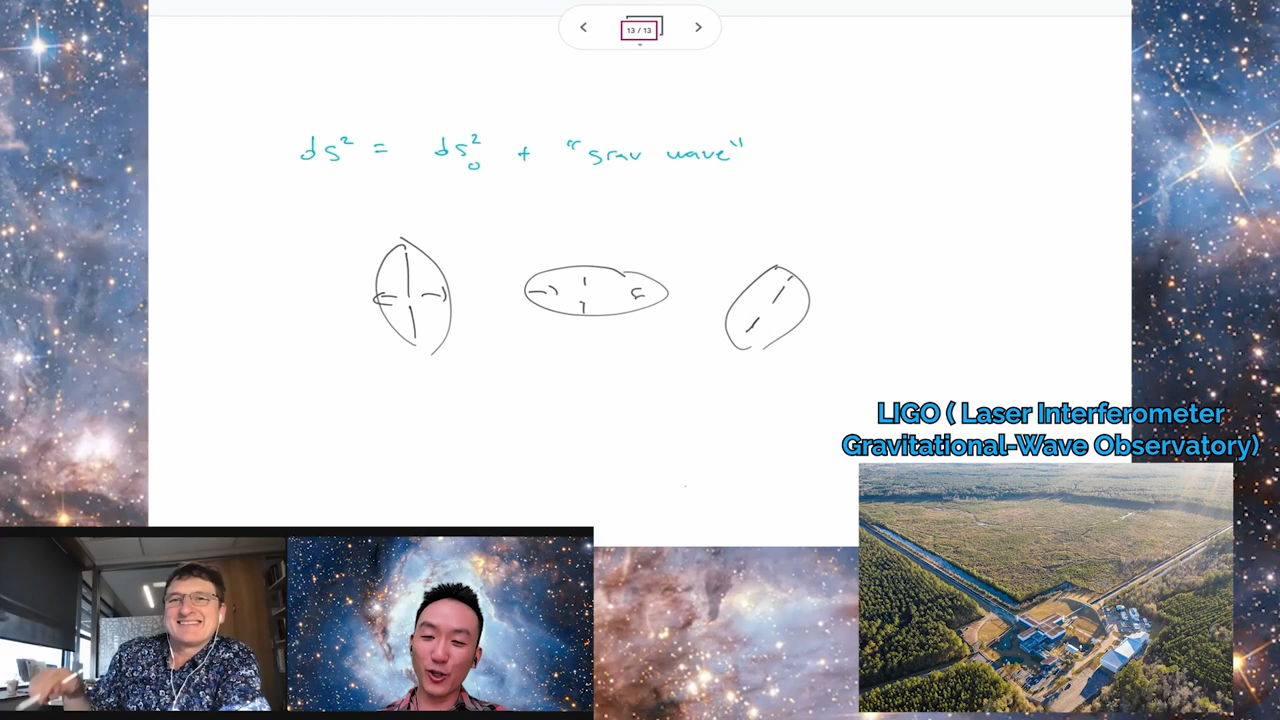 13 / 13
ds² = ds₀² + "grav wave"
LIGO ( Laser Interferometer
Gravitational-Wave Observatory)